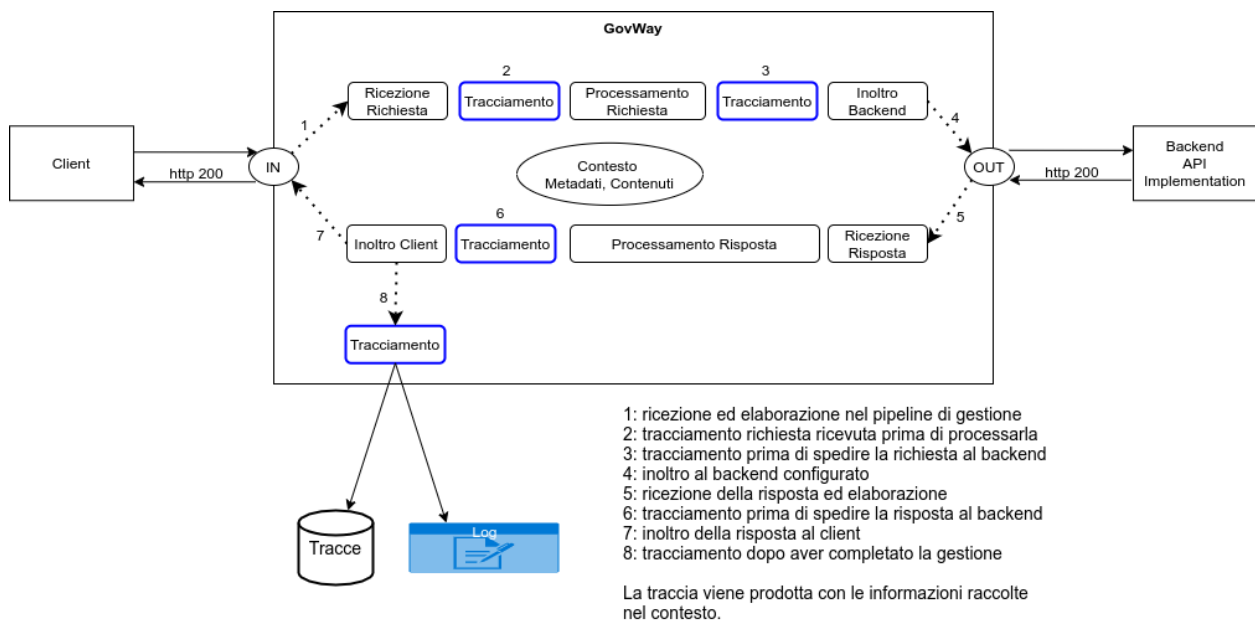 GovWay
2
3
Ricezione
Richiesta
Tracciamento
Processamento
Richiesta
Tracciamento
Inoltro
Backend
1
4
Client
http 200
IN
Contesto
Metadati, Contenuti
OUT
http 200
Backend
API
Implementation
6
7
5
Inoltro Client
Tracciamento
Processamento Risposta
Ricezione
Risposta
8
Tracciamento
1: ricezione ed elaborazione nel pipeline di gestione
2: tracciamento richiesta ricevuta prima di processarla
3: tracciamento prima di spedire la richiesta al backend
4: inoltro al backend configurato
5: ricezione della risposta ed elaborazione
6: tracciamento prima di spedire la risposta al backend
7: inoltro della risposta al client
8: tracciamento dopo aver completato la gestione
Tracce
Log
La traccia viene prodotta con le informazioni raccolte
nel contesto.